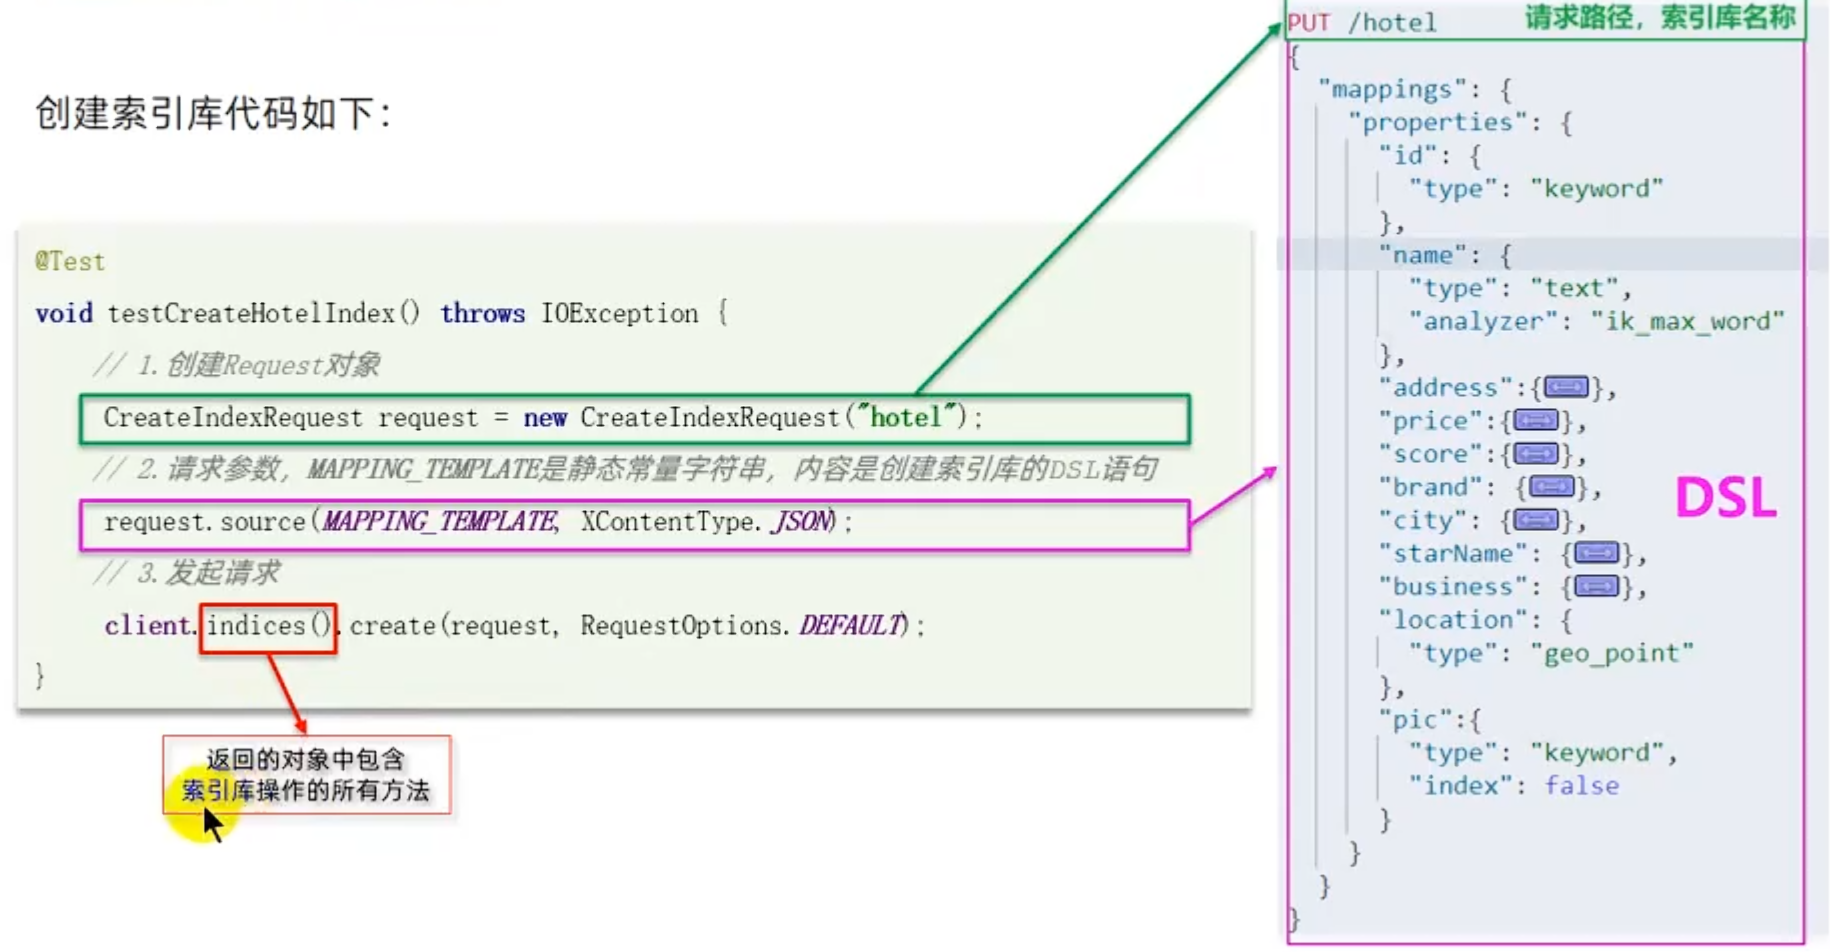 创建索引库代码如下：
@Test
void testCreateHotelIndex() throws IOException {
// 1.创建Request对象
CreateIndexRequest request = new CreateIndexRequest("hotel");
// 2.请求参数，MAPPING_TEMPLATE是静态常量字符串，内容是创建索引库的DSL语句
request.source(MAPPING_TEMPLATE, XContentType.JSON);
// 3.发起请求
client.indices().create(request, RequestOptions.DEFAULT);
}
返回的对象中包含
索引库操作的所有方法
PUT /hotel 请求路径，索引库名称
{
"mappings": {
"properties": {
"id": {
"type": "keyword"
},
"name": {
"type": "text",
"analyzer": "ik_max_word"
},
"address":{},
"price":{},
"score":{},
"brand": {},
"city": {},
"starName": {},
"business": {},
"location": {
"type": "geo_point"
},
"pic":{
"type": "keyword",
"index": false
}
}
}
}
DSL